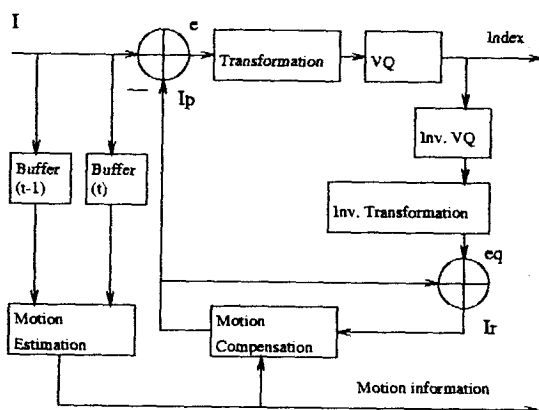 I
e
Index
Transformation
VQ
Ip
Inv. VQ
Buffer
(t-1)
Buffer
(t)
Inv. Transformation
eq
Ir
Motion
Estimation
Motion
Compensation
Motion information